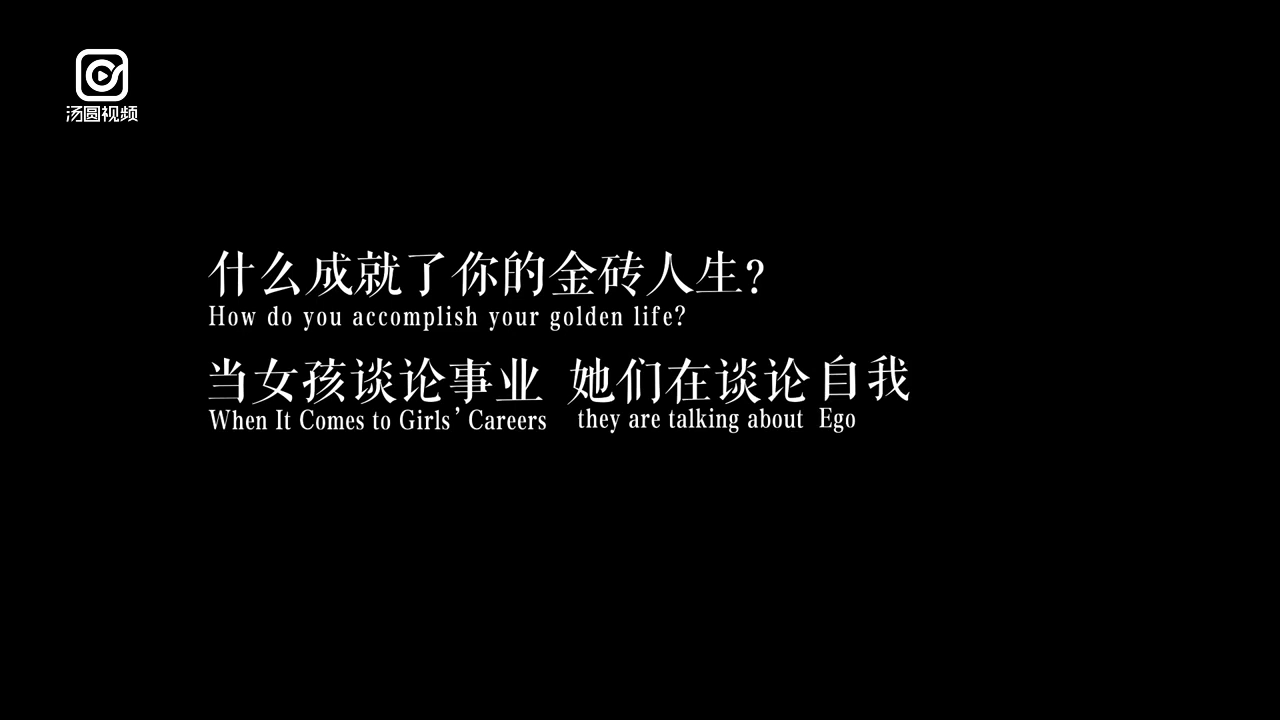 汤圆视频
什么成就了你的金砖人生?
How do you accomplish your golden life?
当女孩谈论事业 她们在谈论自我
When It Comes to Girls' Careers they are talking about Ego